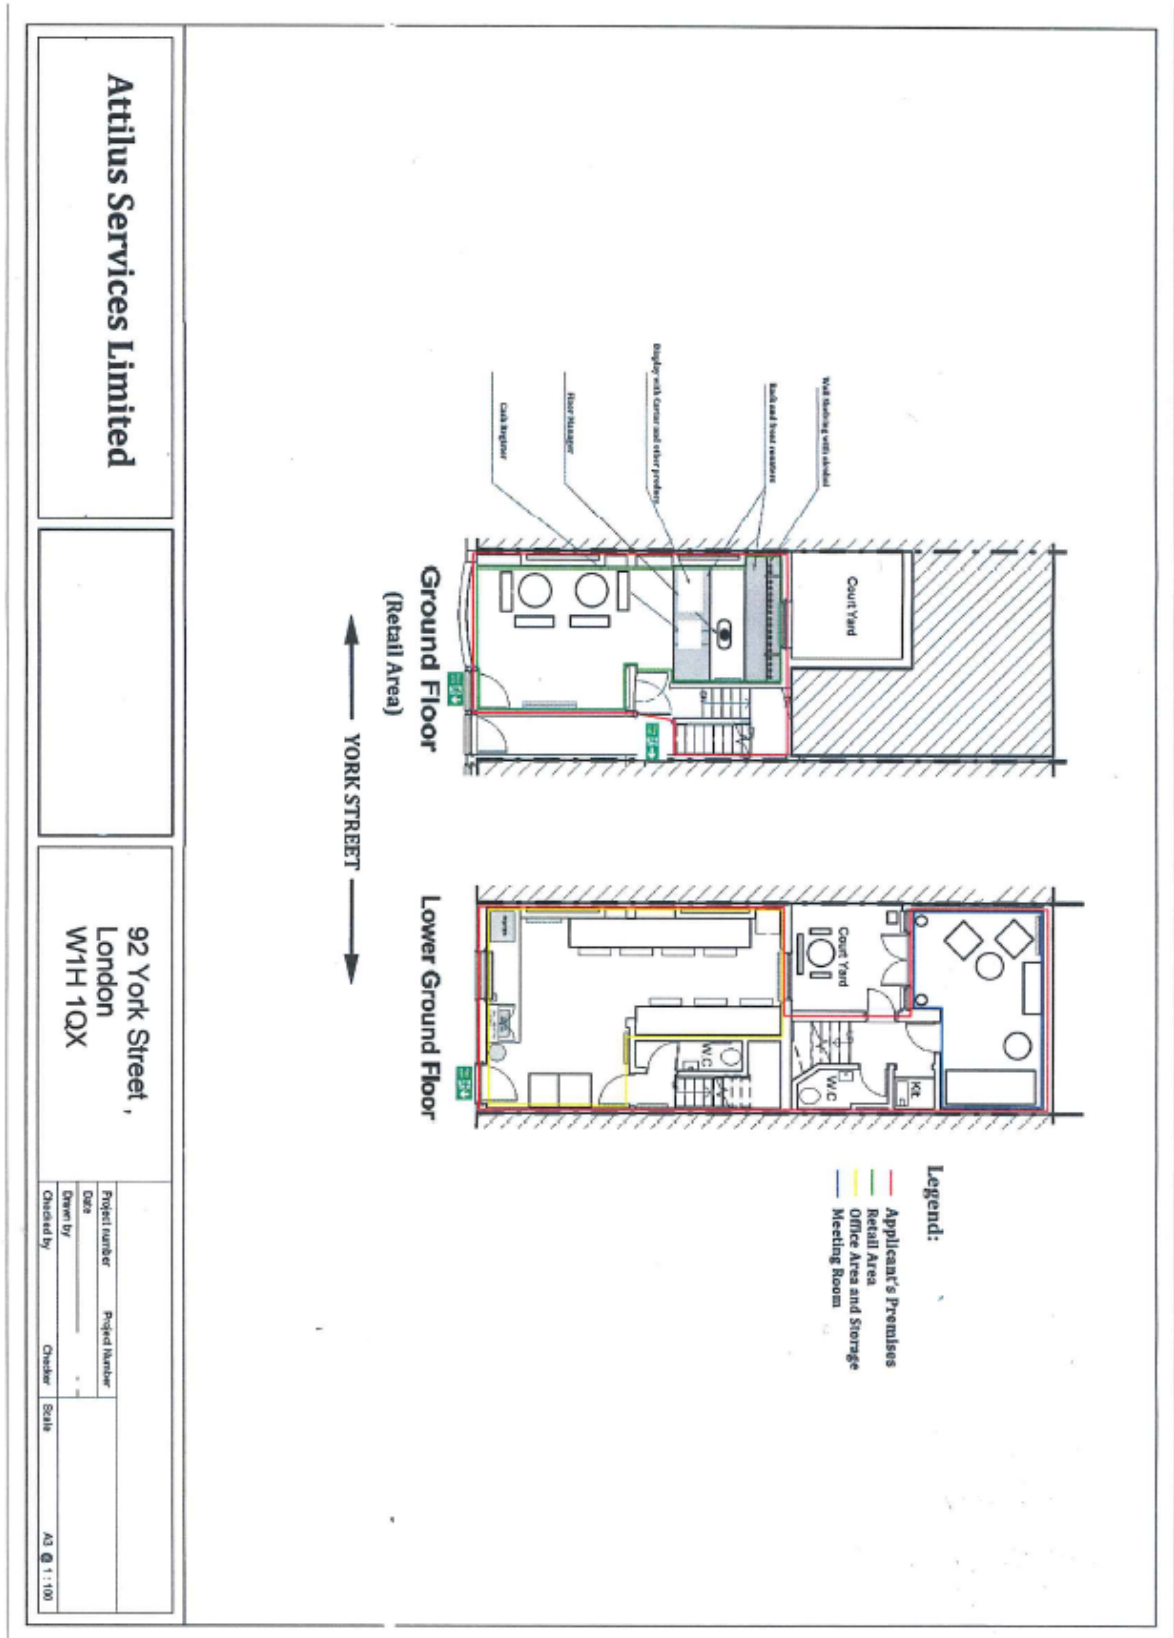 Legend:
Applicant's Premises
Retail Area
Office Area and Storage
Meeting Room
Wall Shelving with alcohol
Back and front counters
Display with Caviar and other produce
Floor Manager
Cash Register
Court Yard
Court Yard
Kit
W.C
W.C
Ground Floor
(Retail Area)
Lower Ground Floor
YORK STREET
Attilus Services Limited
92 York Street ,
London
W1H 1QX
Project number Project Number
Date
Drawn by
Checked by Checker
Scale A3 @ 1 : 100